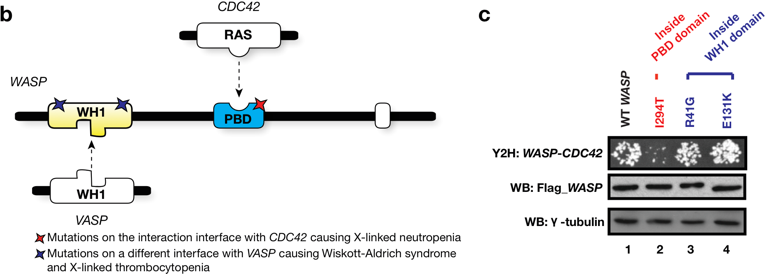 b
CDC42
RAS
WASP
WH1
PBD
WH1
VASP
Mutations on the interaction interface with CDC42 causing X-linked neutropenia
Mutations on a different interface with VASP causing Wiskott-Aldrich syndrome
and X-linked thrombocytopenia
c
Inside
PBD domain
Inside
WH1 domain
WT WASP
I294T
R41G
E131K
Y2H: WASP-CDC42
WB: Flag_WASP
WB: γ -tubulin
1 2 3 4